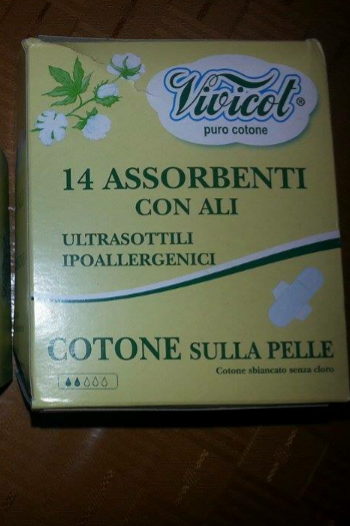 Vivicot®
puro cotone
14 ASSORBENTI
CON ALI
ULTRASOTTILI
IPOALLERGENICI
COTONE SULLA PELLE
Cotone sbiancato senza cloro